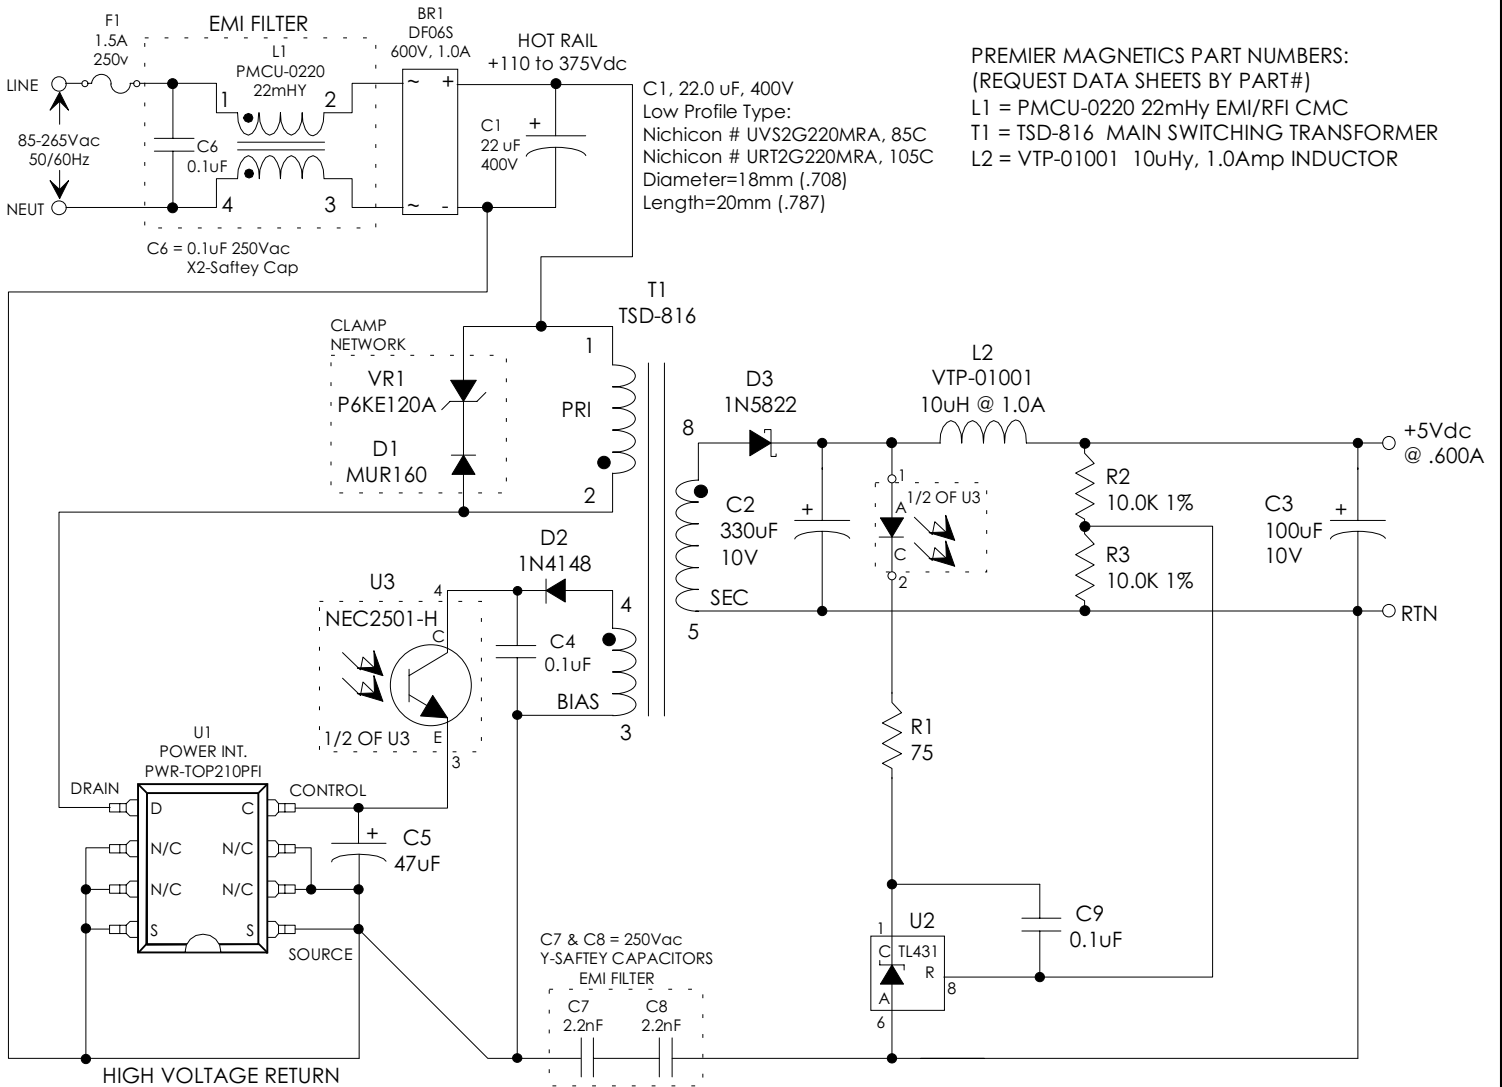 F1
1.5A
250v
EMI FILTER
L1
PMCU-0220
22mHY
BR1
DF06S
600V, 1.0A
HOT RAIL
+110 to 375Vdc
PREMIER MAGNETICS PART NUMBERS:
(REQUEST DATA SHEETS BY PART#)
L1 = PMCU-0220 22mHy EMI/RFI CMC
T1 = TSD-816 MAIN SWITCHING TRANSFORMER
L2 = VTP-01001 10uHy, 1.0Amp INDUCTOR
LINE
1
2
~
+
C1, 22.0 uF, 400V
Low Profile Type:
Nichicon # UVS2G220MRA, 85C
Nichicon # URT2G220MRA, 105C
Diameter=18mm (.708)
Length=20mm (.787)
85-265Vac
50/60Hz
C6
0.1uF
C1
22 uF
400V
+
NEUT
4
3
~
-
C6 = 0.1uF 250Vac
X2-Saftey Cap
T1
TSD-816
CLAMP
NETWORK
VR1
P6KE120A
D1
MUR160
1
PRI
2
D3
1N5822
L2
VTP-01001
10uH @ 1.0A
8
+5Vdc
@ .600A
C2
330uF
10V
+
1
1/2 OF U3
A
C
2
R2
10.0K 1%
R3
10.0K 1%
C3
100uF
10V
+
SEC
5
RTN
D2
1N4148
U3
4
NEC2501-H
C
C4
0.1uF
4
BIAS
3
1/2 OF U3
E
3
R1
75
U1
POWER INT.
PWR-TOP210PFI
DRAIN
CONTROL
D
C
N/C
N/C
N/C
N/C
S
S
+
C5
47uF
SOURCE
C7 & C8 = 250Vac
Y-SAFTEY CAPACITORS
EMI FILTER
C7
2.2nF
C8
2.2nF
1
U2
C
TL431
R
8
A
6
C9
0.1uF
HIGH VOLTAGE RETURN